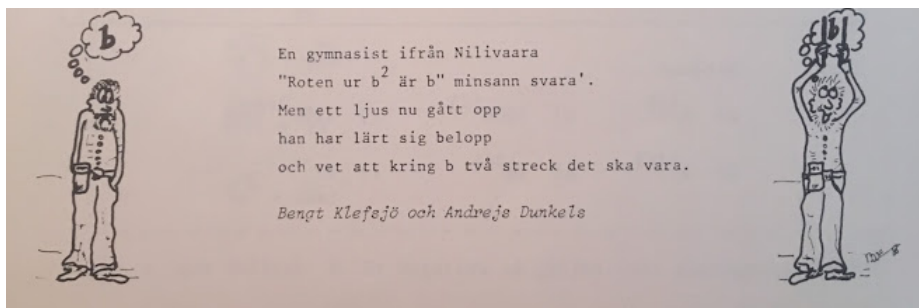 b
En gymnasist ifrån Nilivaara
"Roten ur b² är b" minsann svara'.
Men ett ljus nu gått opp
han har lärt sig belopp
och vet att kring b två streck det ska vara.
Bengt Klefsjö och Andrejs Dunkels
|b|